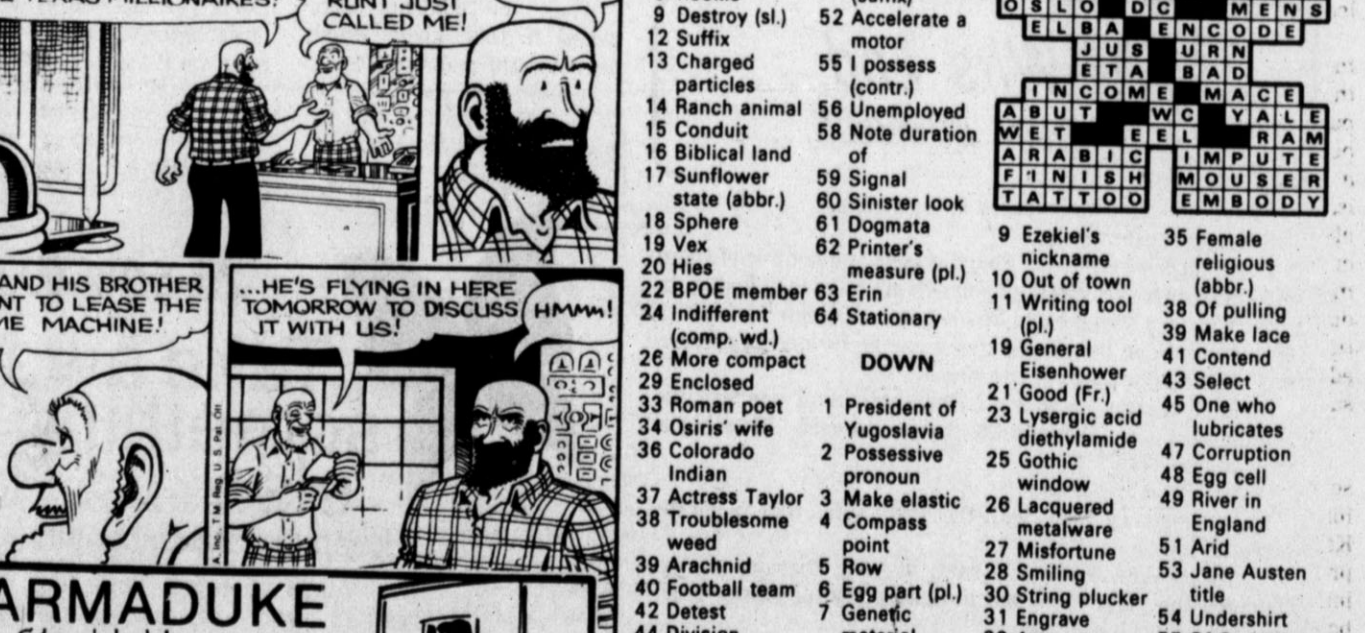 RUNT JUST
CALLED ME!
AND HIS BROTHER
NT TO LEASE THE
ME MACHINE!
...HE'S FLYING IN HERE
TOMORROW TO DISCUSS
IT WITH US!
HMMM!
T.M. Reg. U.S. Pat. Off.
ARMADUKE
9 Destroy (sl.)
12 Suffix
13 Charged
particles
14 Ranch animal
15 Conduit
16 Biblical land
17 Sunflower
state (abbr.)
18 Sphere
19 Vex
20 Hies
22 BPOE member
24 Indifferent
(comp. wd.)
26 More compact
29 Enclosed
33 Roman poet
34 Osiris' wife
36 Colorado
Indian
37 Actress Taylor
38 Troublesome
weed
39 Arachnid
40 Football team
42 Detest
44 Division
(suffix)
52 Accelerate a
motor
55 I possess
(contr.)
56 Unemployed
58 Note duration
of
59 Signal
60 Sinister look
61 Dogmata
62 Printer's
measure (pl.)
63 Erin
64 Stationary
DOWN
1 President of
Yugoslavia
2 Possessive
pronoun
3 Make elastic
4 Compass
point
5 Row
6 Egg part (pl.)
7 Genetic
material
OSLO DC MENS
ELBA ENCODE
JUS URN
ETA BAD
INCOME MACE
ABUT WC YALE
WET EEL RAM
ARABIC IMPUTE
FINISH MOUSER
TATTOO EMBODY
9 Ezekiel's
nickname
10 Out of town
11 Writing tool
(pl.)
19 General
Eisenhower
21 Good (Fr.)
23 Lysergic acid
diethylamide
25 Gothic
window
26 Lacquered
metalware
27 Misfortune
28 Smiling
30 String plucker
31 Engrave
35 Female
religious
(abbr.)
38 Of pulling
39 Make lace
41 Contend
43 Select
45 One who
lubricates
47 Corruption
48 Egg cell
49 River in
England
51 Arid
53 Jane Austen
title
54 Undershirt